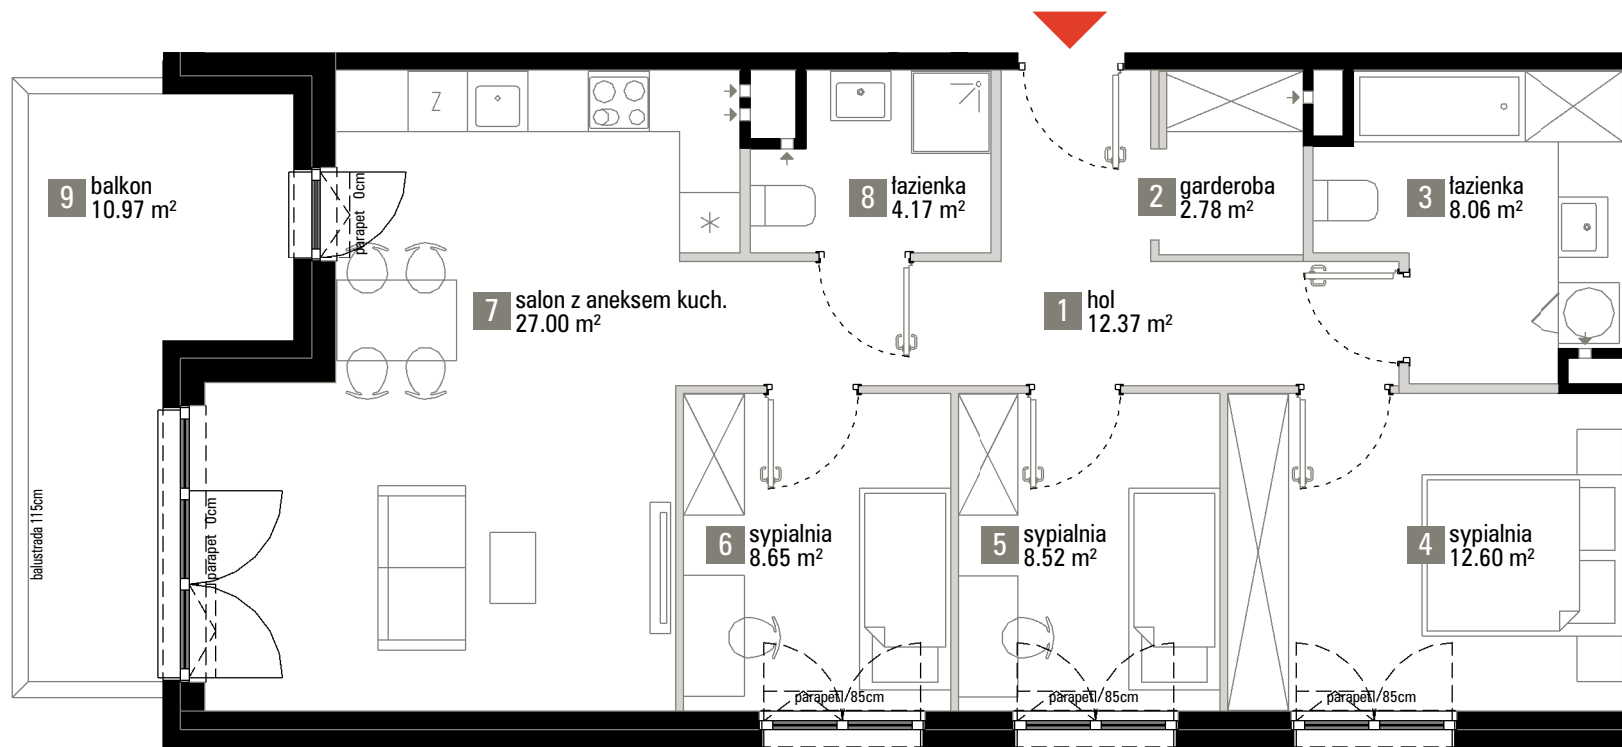 Z
9 balkon
10.97 m²
parapet 0cm
8 łazienka
4.17 m²
2 garderoba
2.78 m²
3 łazienka
8.06 m²
7 salon z aneksem kuch.
27.00 m²
1 hol
12.37 m²
balustrada 115cm
parapet 0cm
6 sypialnia
8.65 m²
5 sypialnia
8.52 m²
4 sypialnia
12.60 m²
parapet 85cm
parapet 85cm
parapet 85cm